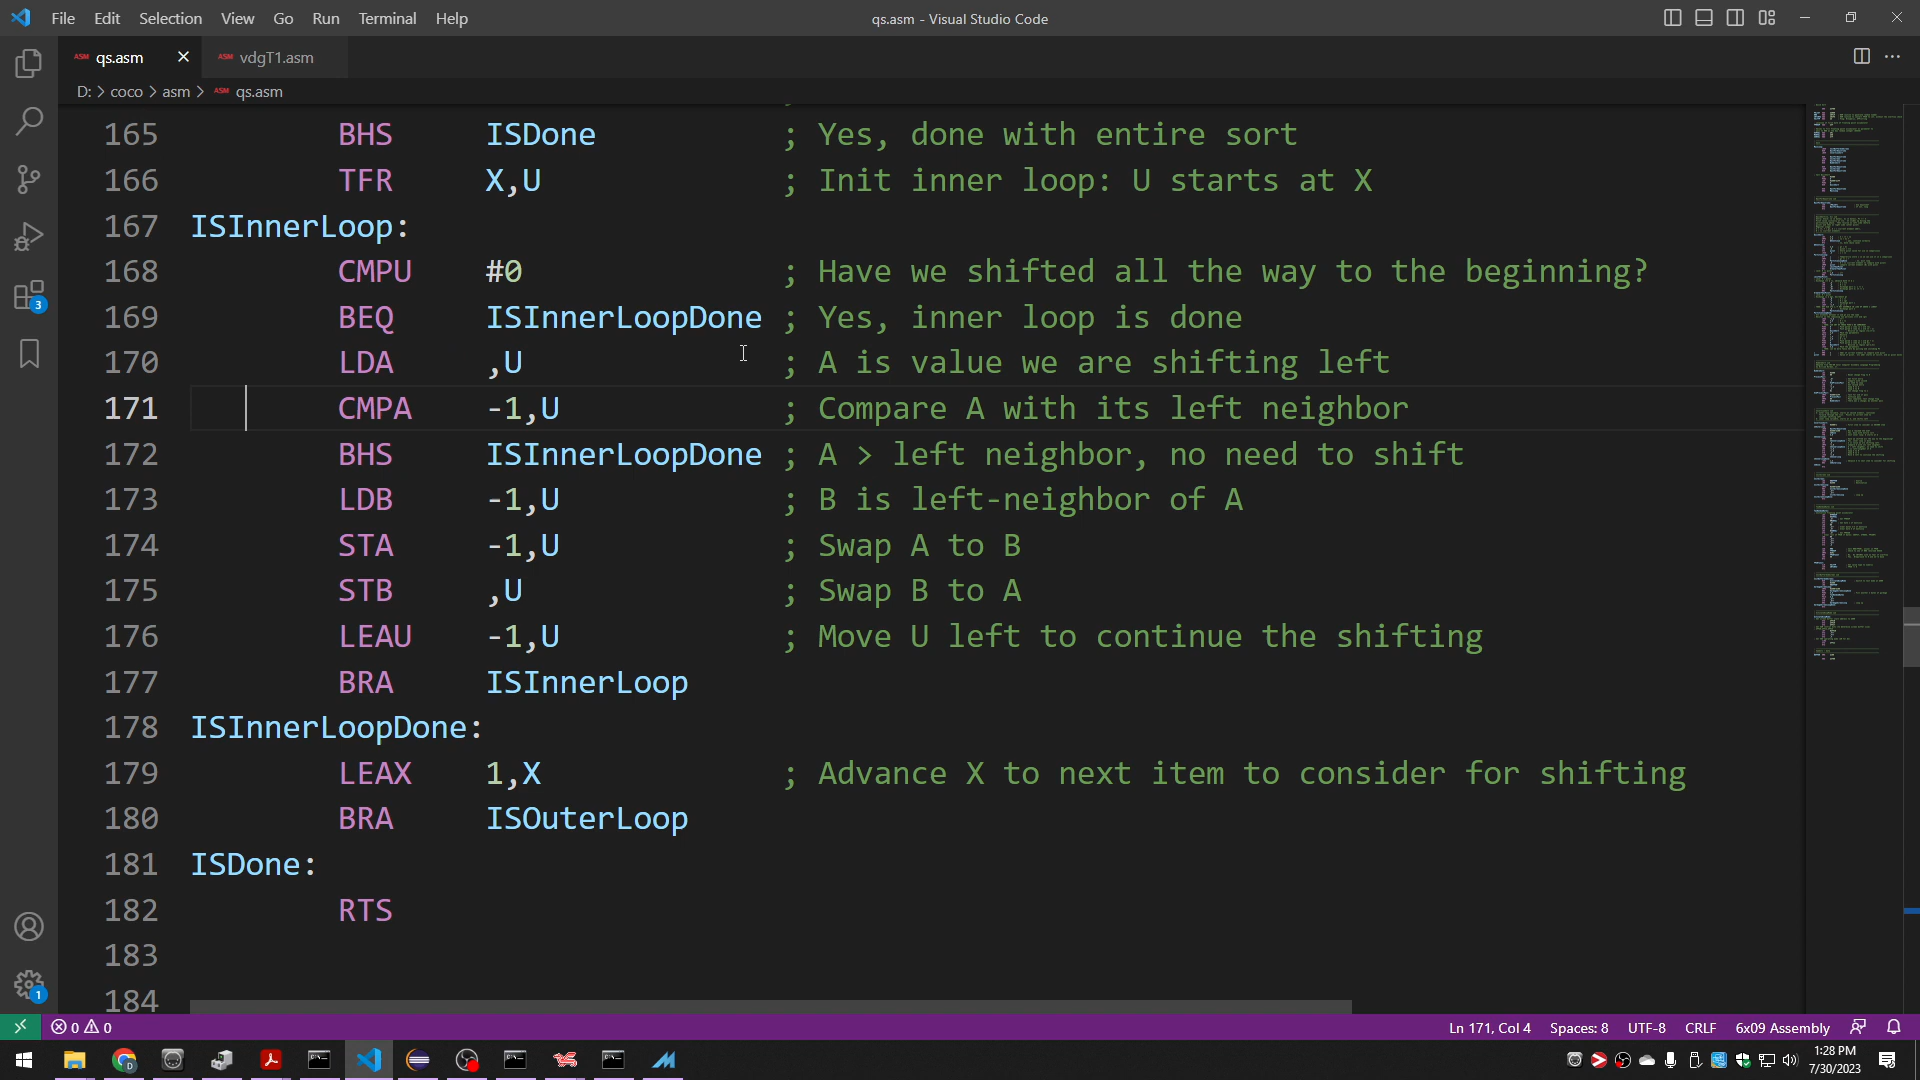 File Edit Selection View Go Run Terminal Help
qs.asm - Visual Studio Code
ASM qs.asm
ASM vdgT1.asm
D: > coco > asm > ASM qs.asm
165 BHS ISDone ; Yes, done with entire sort
166 TFR X,U ; Init inner loop: U starts at X
167 ISInnerLoop:
168 CMPU #0 ; Have we shifted all the way to the beginning?
169 BEQ ISInnerLoopDone ; Yes, inner loop is done
170 LDA ,U ; A is value we are shifting left
171 CMPA -1,U ; Compare A with its left neighbor
172 BHS ISInnerLoopDone ; A > left neighbor, no need to shift
173 LDB -1,U ; B is left-neighbor of A
174 STA -1,U ; Swap A to B
175 STB ,U ; Swap B to A
176 LEAU -1,U ; Move U left to continue the shifting
177 BRA ISInnerLoop
178 ISInnerLoopDone:
179 LEAX 1,X ; Advance X to next item to consider for shifting
180 BRA ISOuterLoop
181 ISDone:
182 RTS
183
184
3
1
0 0
Ln 171, Col 4 Spaces: 8 UTF-8 CRLF 6x09 Assembly
1:28 PM
7/30/2023